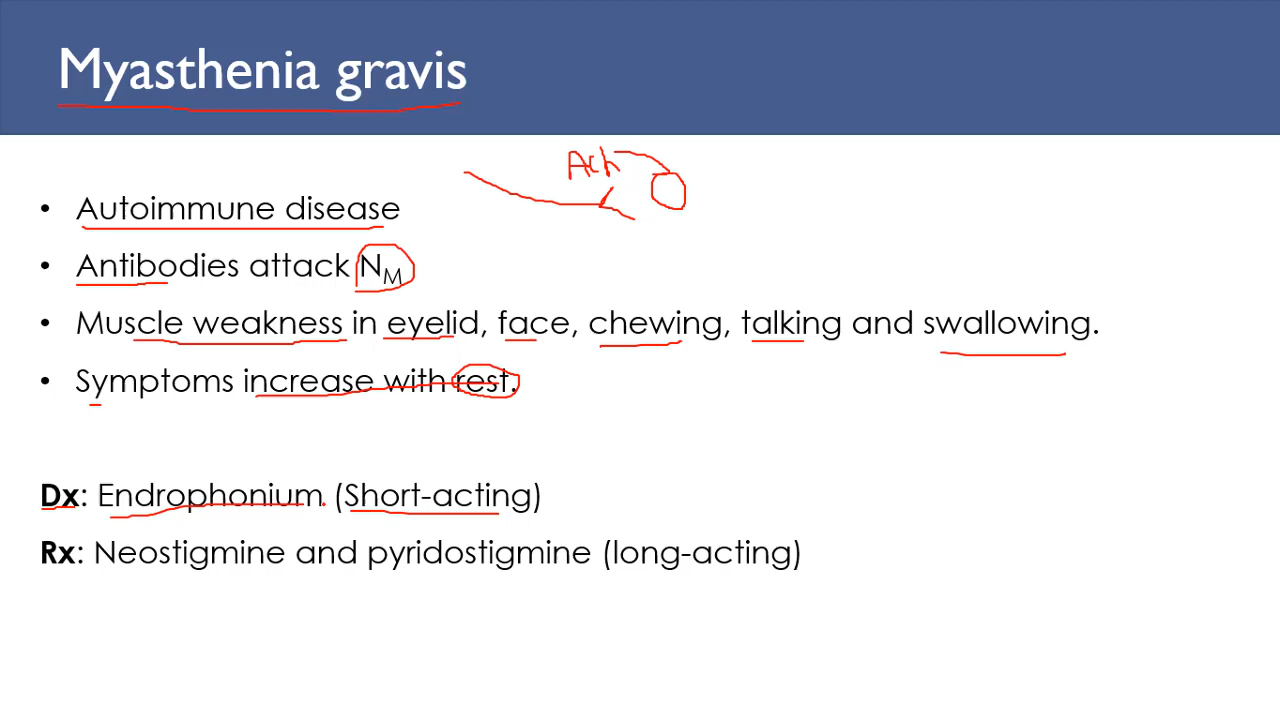 Myasthenia gravis
Ach
• Autoimmune disease
• Antibodies attack NM
• Muscle weakness in eyelid, face, chewing, talking and swallowing.
• Symptoms increase with rest.
Dx: Endrophonium (Short-acting)
Rx: Neostigmine and pyridostigmine (long-acting)